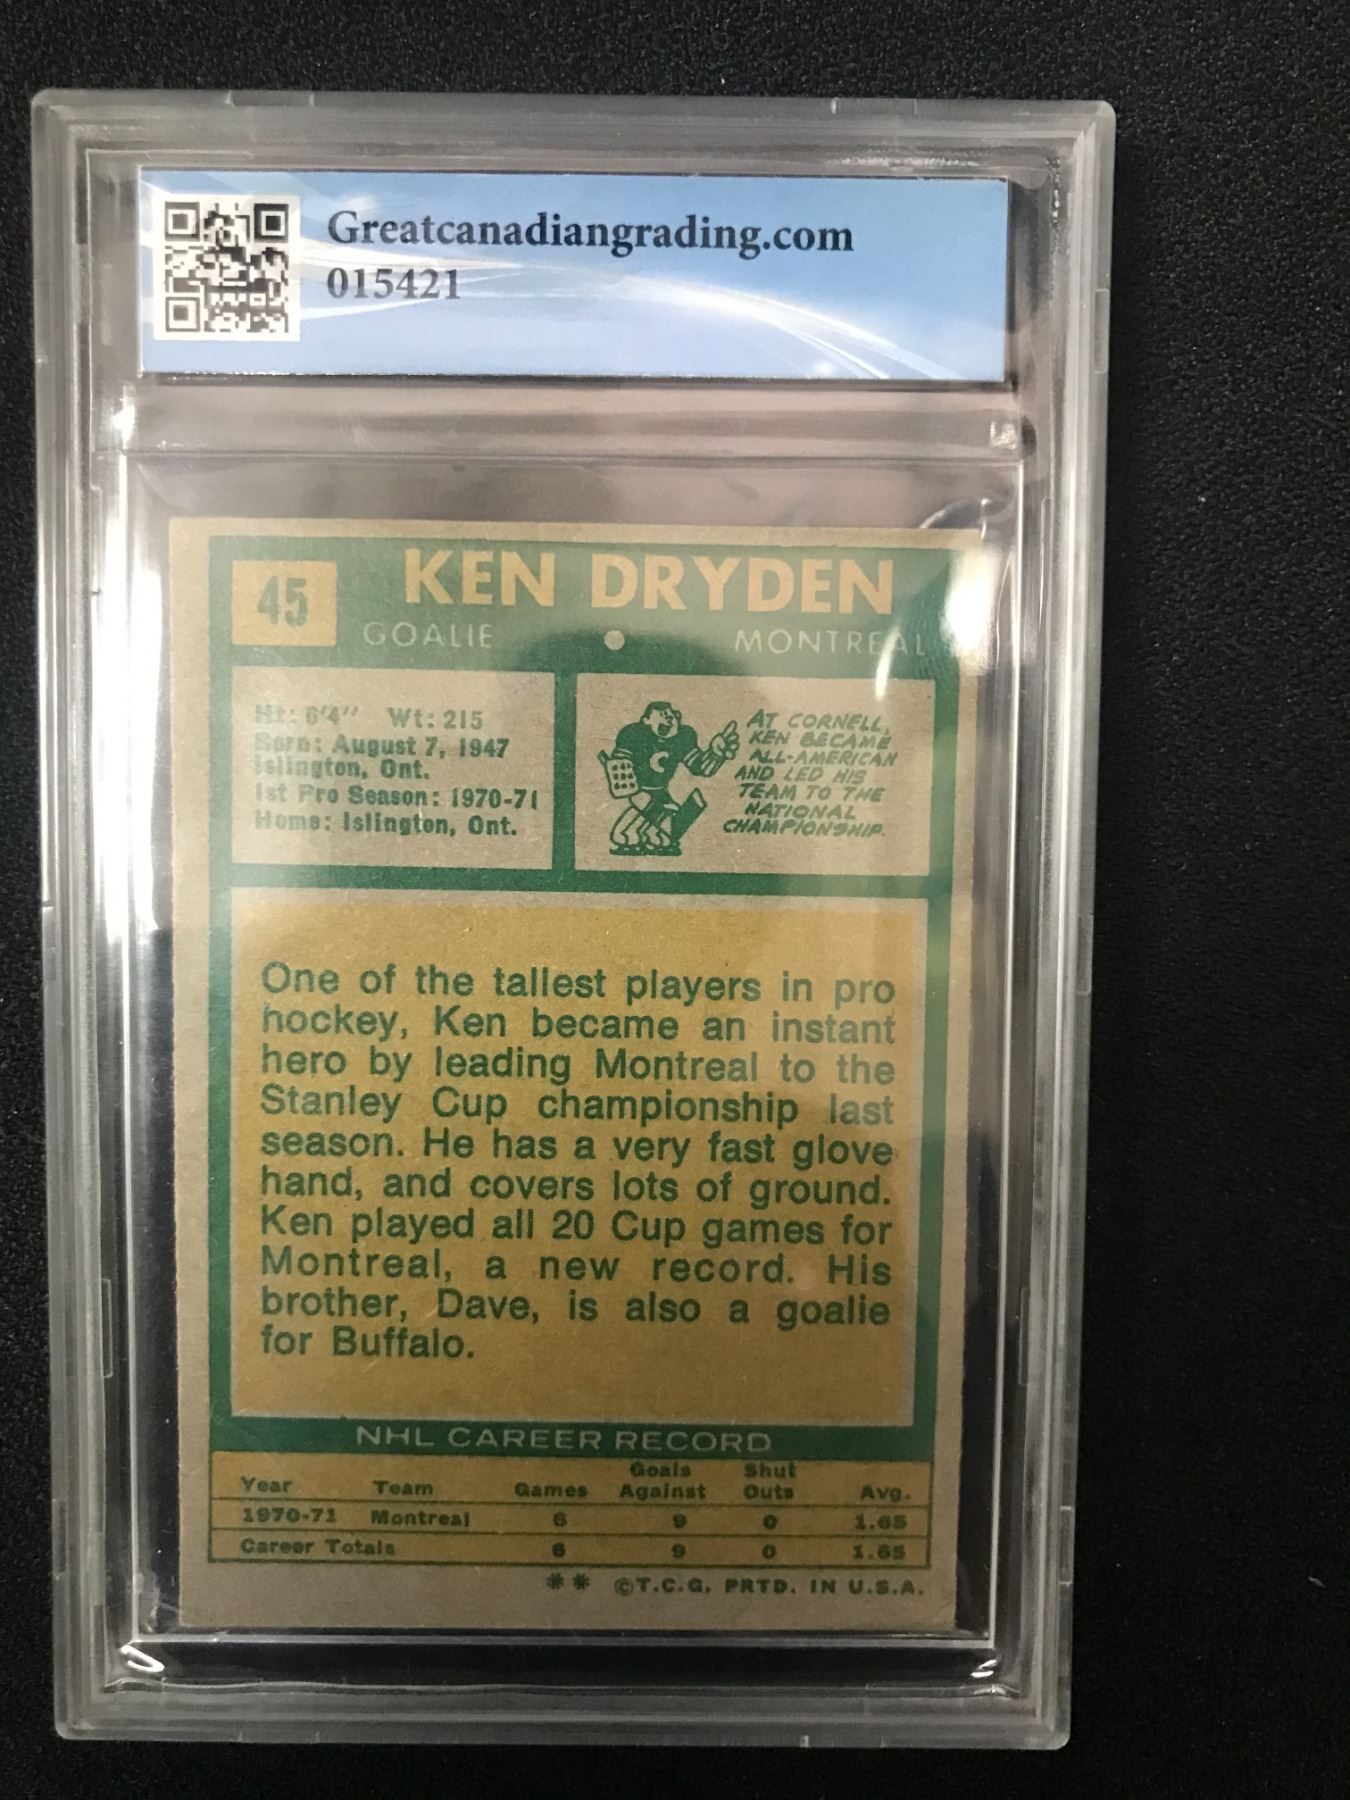 Greatcanadiangrading.com
015421
45
KEN DRYDEN
GOALIE MONTREAL
Ht: 6'4" Wt: 215
Born: August 7, 1947
Islington, Ont.
1st Pro Season: 1970-71
Home: Islington, Ont.
C
AT CORNELL,
KEN BECAME
ALL-AMERICAN
AND LED HIS
TEAM TO THE
NATIONAL
CHAMPIONSHIP.
One of the tallest players in pro
hockey, Ken became an instant
hero by leading Montreal to the
Stanley Cup championship last
season. He has a very fast glove
hand, and covers lots of ground.
Ken played all 20 Cup games for
Montreal, a new record. His
brother, Dave, is also a goalie
for Buffalo.
NHL CAREER RECORD
Year Team Games Goals Against Shut Outs Avg.
1970-71 Montreal 6 9 0 1.65
Career Totals 6 9 0 1.65
** ©T.C.G. PRTD. IN U.S.A.